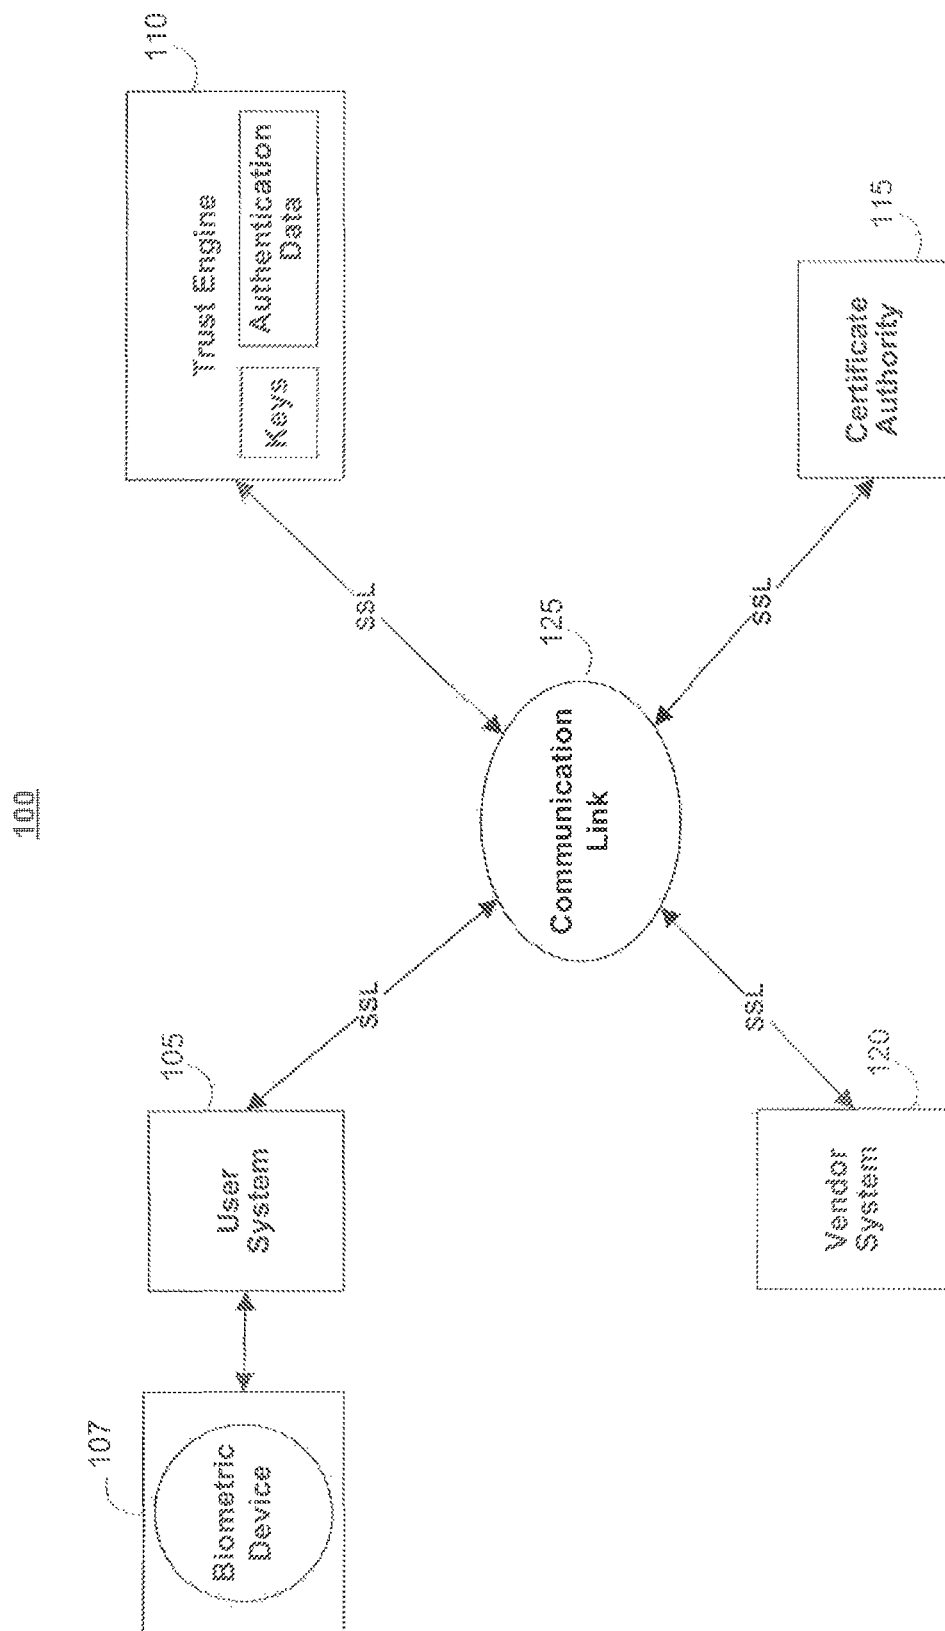 100
107
Biometric
Device
105
User
System
SSL
110
Trust Engine
Keys
Authentication
Data
SSL
125
Communication
Link
SSL
120
Vendor
System
SSL
115
Certificate
Authority